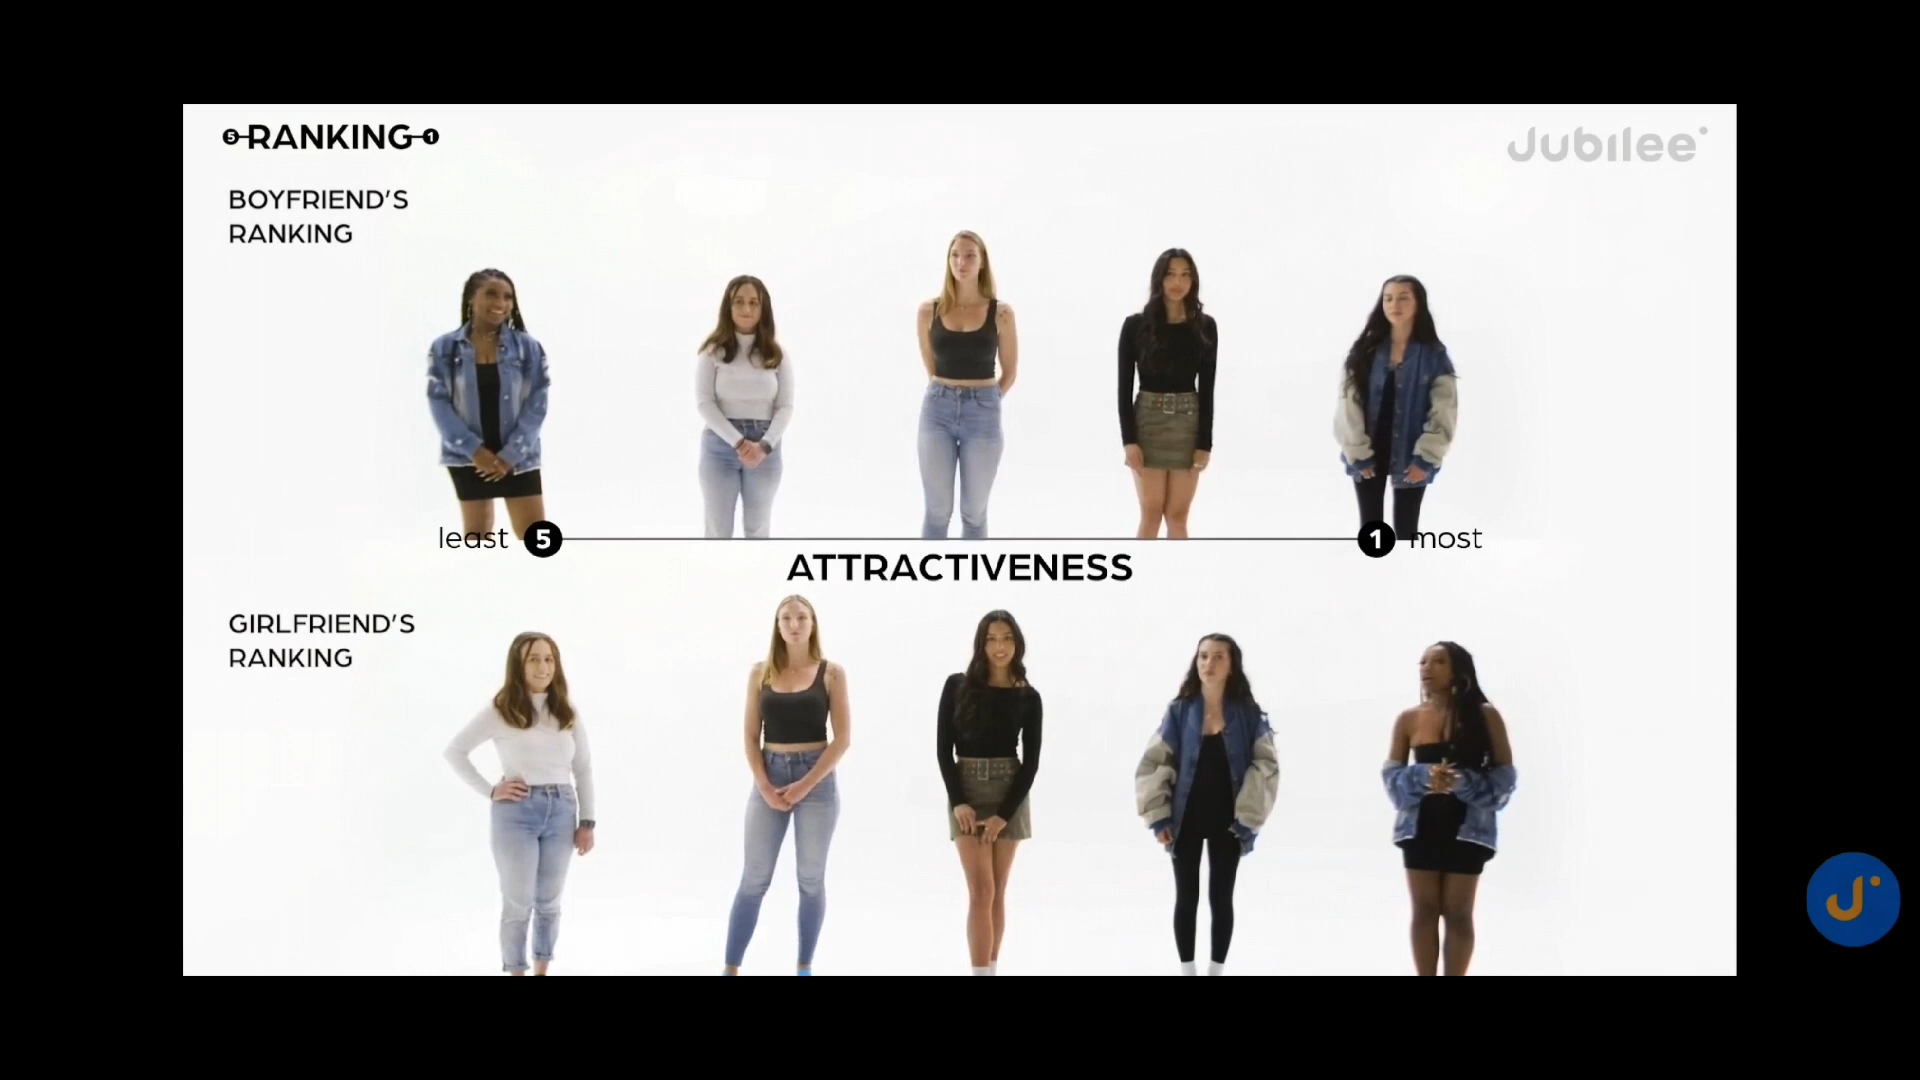 5 RANKING 1
Jubilee
BOYFRIEND'S
RANKING
least 5 1 most
ATTRACTIVENESS
GIRLFRIEND'S
RANKING
J